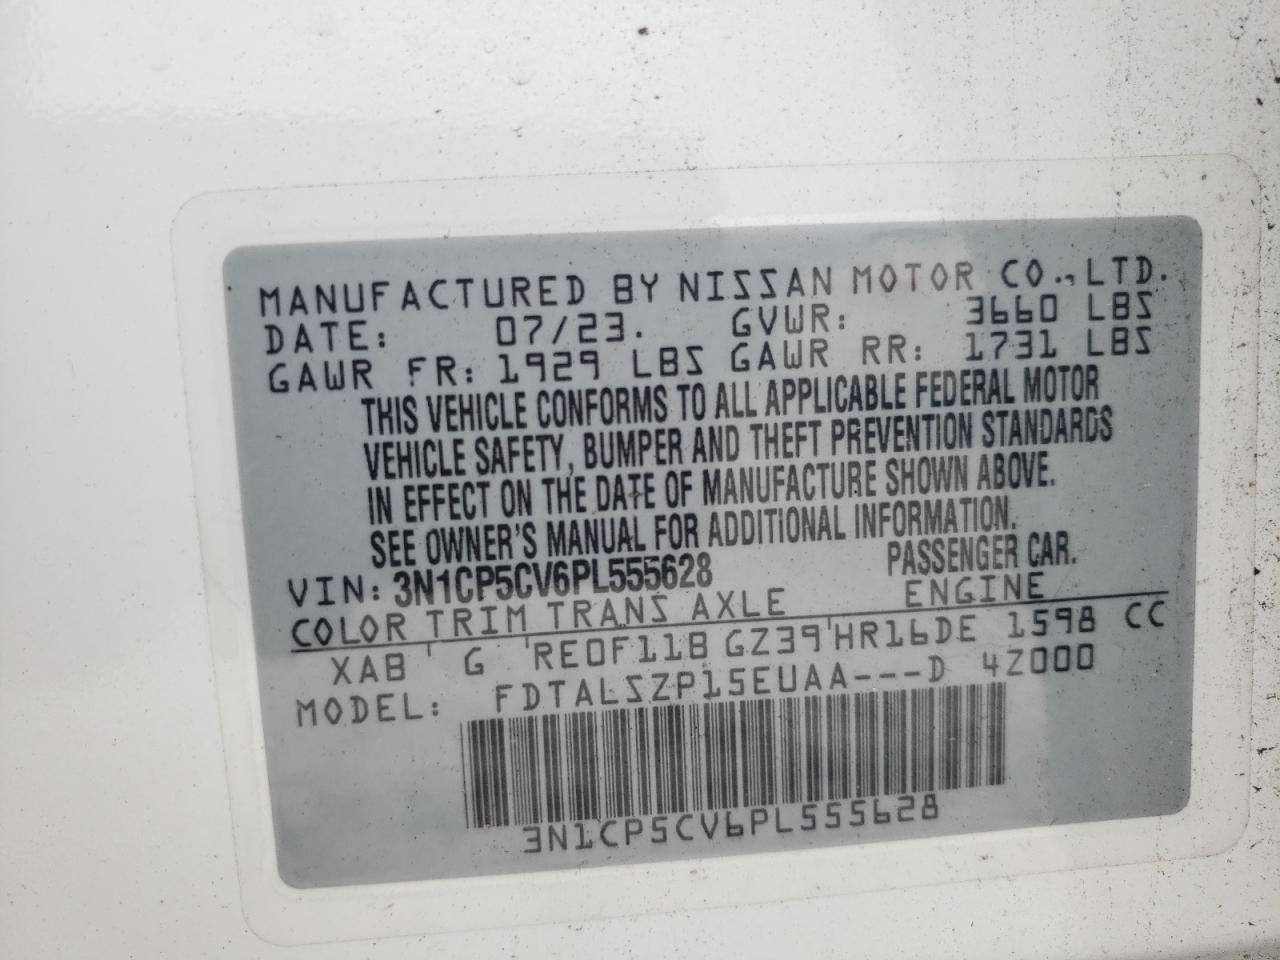 MANUFACTURED BY NISSAN MOTOR CO., LTD.
DATE: 07/23. GVWR: 3660 LBS
GAWR FR: 1929 LBS GAWR RR: 1731 LBS
THIS VEHICLE CONFORMS TO ALL APPLICABLE FEDERAL MOTOR
VEHICLE SAFETY, BUMPER AND THEFT PREVENTION STANDARDS
IN EFFECT ON THE DATE OF MANUFACTURE SHOWN ABOVE.
SEE OWNER'S MANUAL FOR ADDITIONAL INFORMATION.
VIN: 3N1CP5CV6PL555628 PASSENGER CAR.
COLOR TRIM TRANS AXLE ENGINE
XAB ' G 'RE0F11B GZ39'HR16DE 1598 CC
MODEL: FDTALSZP15EUAA---D 4Z000
3N1CP5CV6PL555628